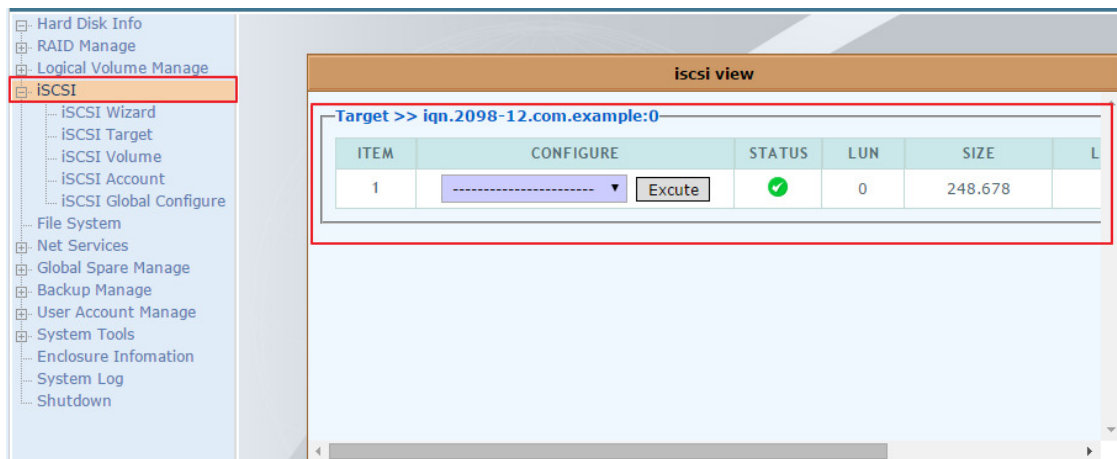 Hard Disk Info
RAID Manage
Logical Volume Manage
iSCSI
iSCSI Wizard
iSCSI Target
iSCSI Volume
iSCSI Account
iSCSI Global Configure
File System
Net Services
Global Spare Manage
Backup Manage
User Account Manage
System Tools
Enclosure Infomation
System Log
Shutdown
iscsi view
Target >> iqn.2098-12.com.example:0
ITEM CONFIGURE STATUS LUN SIZE L
1 ---------------------- Excute 0 248.678